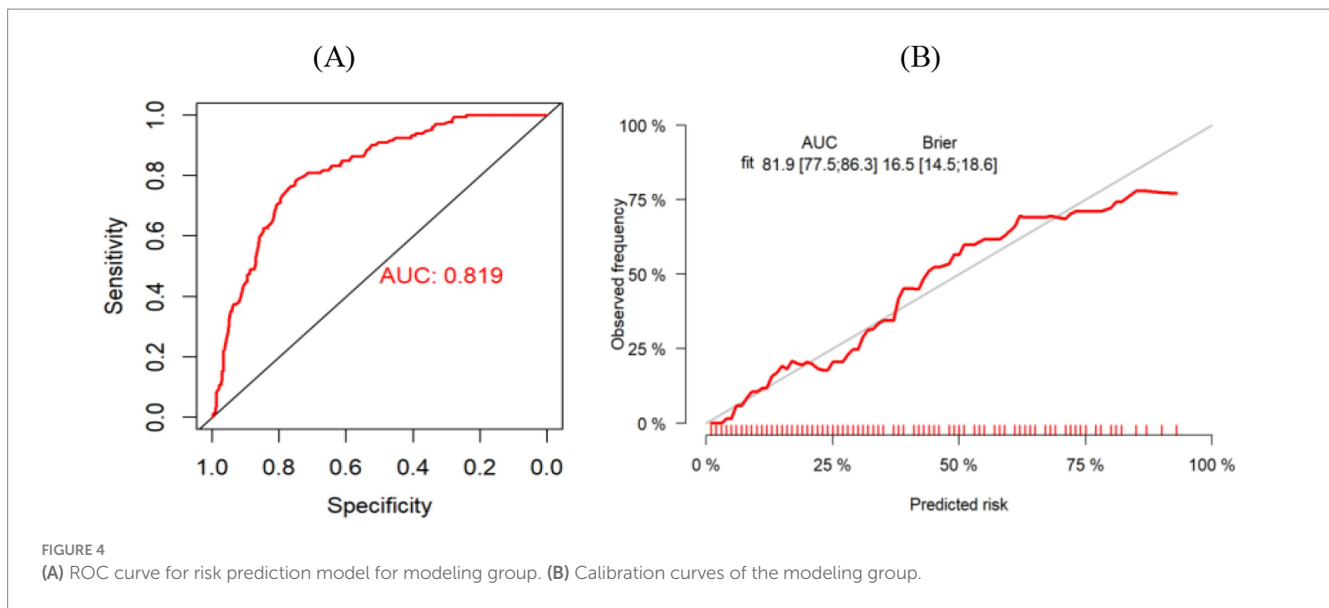 (A)
1.0
0.8
0.6
0.4
0.2
0.0
Sensitivity
AUC: 0.819
1.0 0.8 0.6 0.4 0.2 0.0
Specificity
(B)
100 %
75 %
50 %
25 %
0 %
Observed frequency
AUC Brier
fit 81.9 [77.5;86.3] 16.5 [14.5;18.6]
0 % 25 % 50 % 75 % 100 %
Predicted risk
FIGURE 4
(A) ROC curve for risk prediction model for modeling group. (B) Calibration curves of the modeling group.